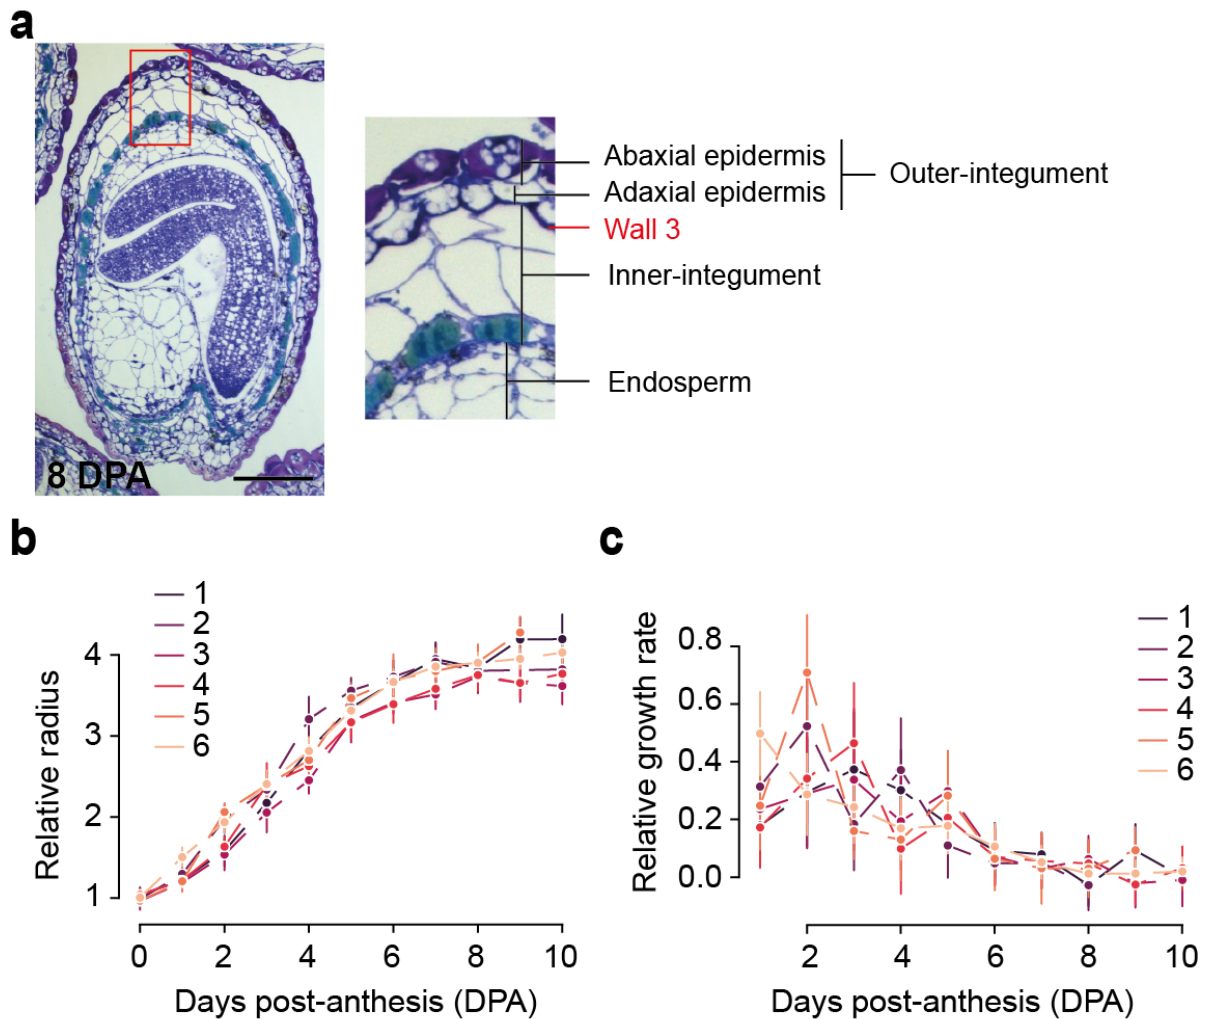 a
8 DPA
Abaxial epidermis
Adaxial epidermis
Outer-integument
Wall 3
Inner-integument
Endosperm
b
1
2
3
4
5
6
4
3
2
1
Relative radius
0 2 4 6 8 10
Days post-anthesis (DPA)
c
1
2
3
4
5
6
0.8
0.6
0.4
0.2
0.0
Relative growth rate
2 4 6 8 10
Days post-anthesis (DPA)